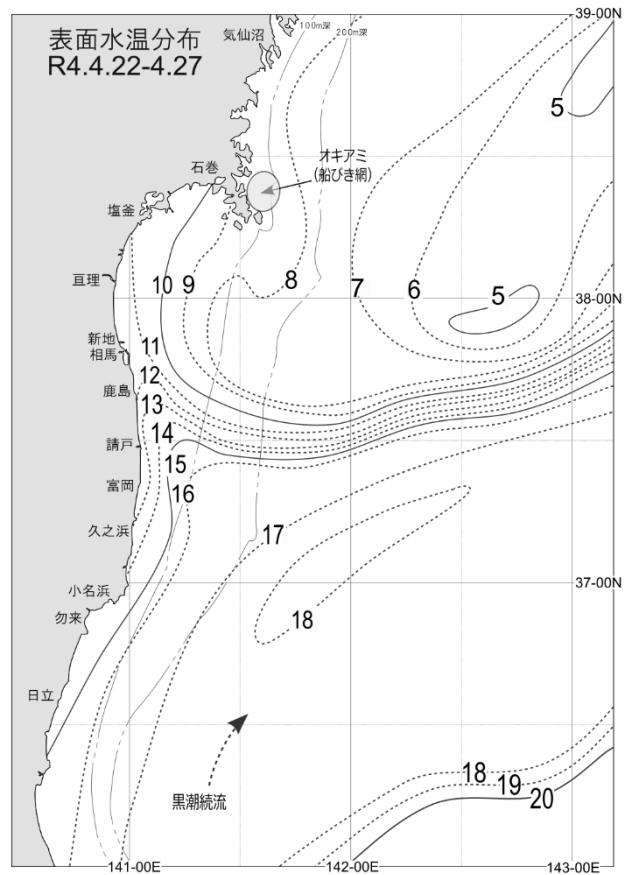 表面水温分布
R4.4.22-4.27
気仙沼
100m深
200m深
39-00N
5
石巻
オキアミ
(船びき網)
塩釜
亘理
10
9
8
7
6
5
38-00N
新地
相馬
11
12
鹿島
13
14
請戸
15
富岡
16
久之浜
17
小名浜
37-00N
勿来
18
日立
黒潮続流
18
19
20
141-00E
142-00E
143-00E